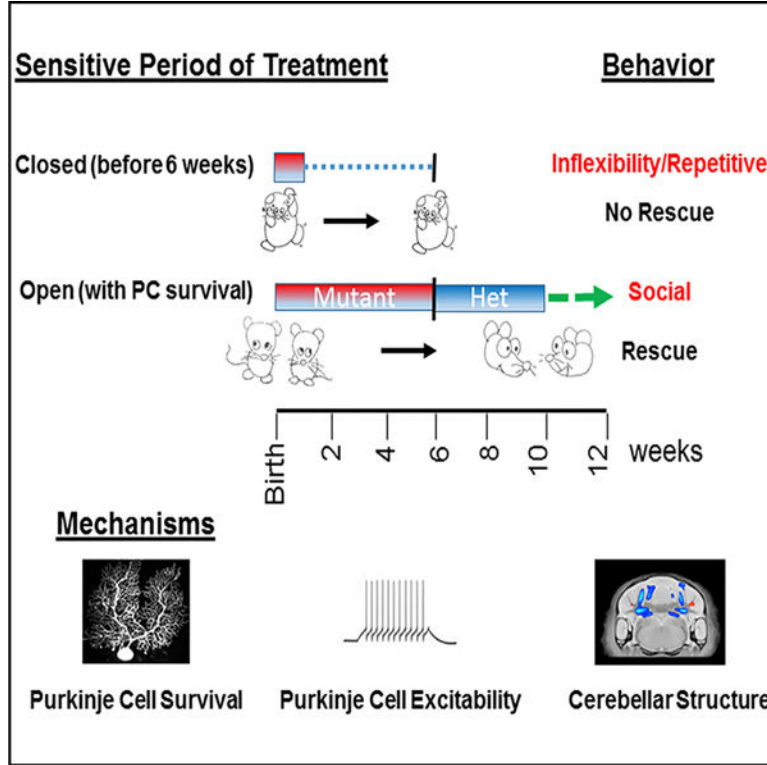 Sensitive Period of Treatment
Behavior
Closed (before 6 weeks)
Inflexibility/Repetitive
No Rescue
Open (with PC survival)
Mutant
Het
Social
Rescue
Birth
2
4
6
8
10
12
weeks
Mechanisms
Purkinje Cell Survival
Purkinje Cell Excitability
Cerebellar Structure